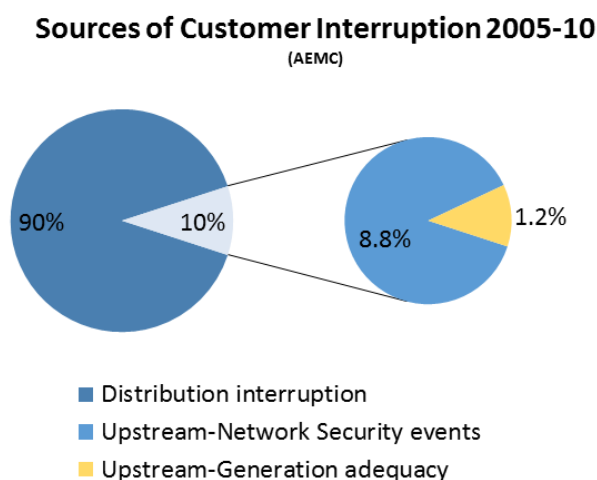 Sources of Customer Interruption 2005-10
(AEMC)
90%
10%
8.8%
1.2%
Distribution interruption
Upstream-Network Security events
Upstream-Generation adequacy